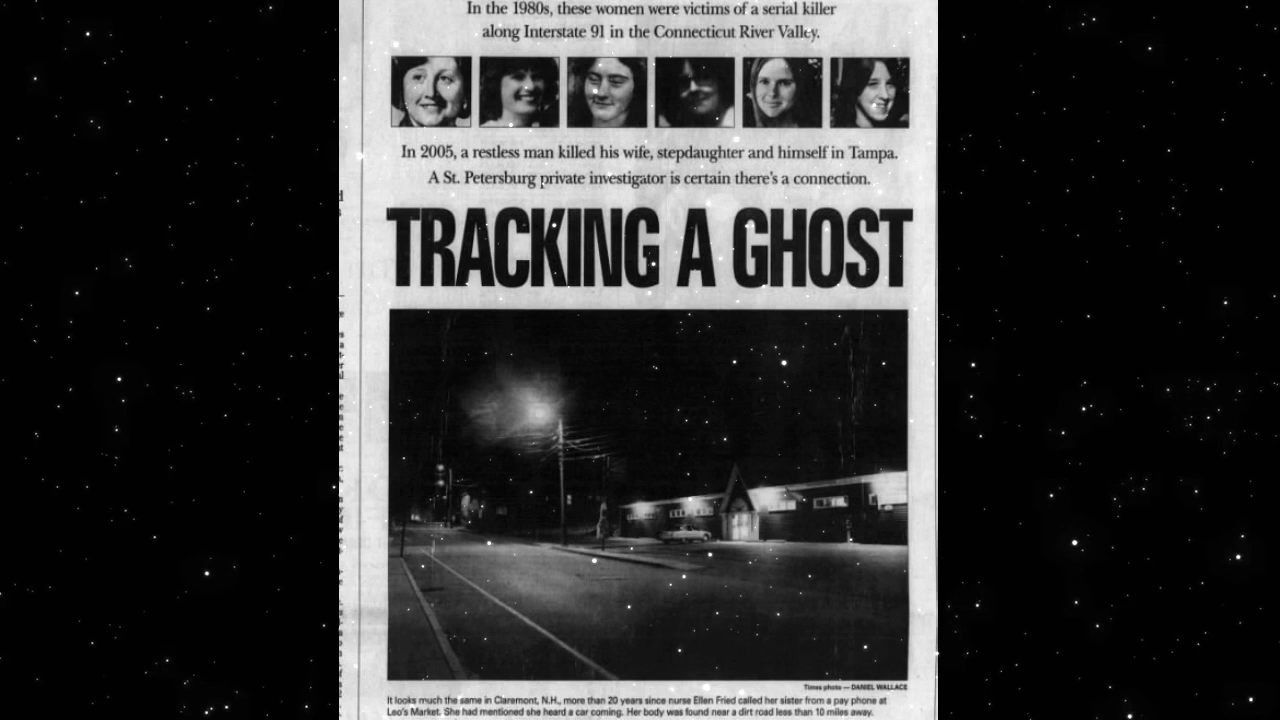 In the 1980s, these women were victims of a serial killer
along Interstate 91 in the Connecticut River Valley.
In 2005, a restless man killed his wife, stepdaughter and himself in Tampa.
A St. Petersburg private investigator is certain there's a connection.
TRACKING A GHOST
Times photo — DANIEL WALLACE
It looks much the same in Claremont, N.H., more than 20 years since nurse Ellen Fried called her sister from a pay phone at
Leo's Market. She had mentioned she heard a car coming. Her body was found near a dirt road less than 10 miles away.